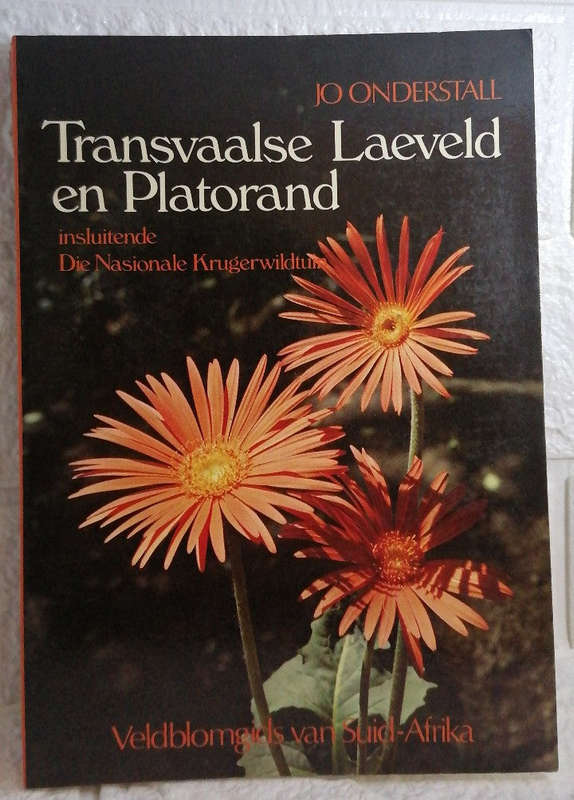 JO ONDERSTALL
Transvaalse Laeveld
en Platorand
insluitende
Die Nasionale Krugerwildtuin
Veldblomgids van Suid-Afrika